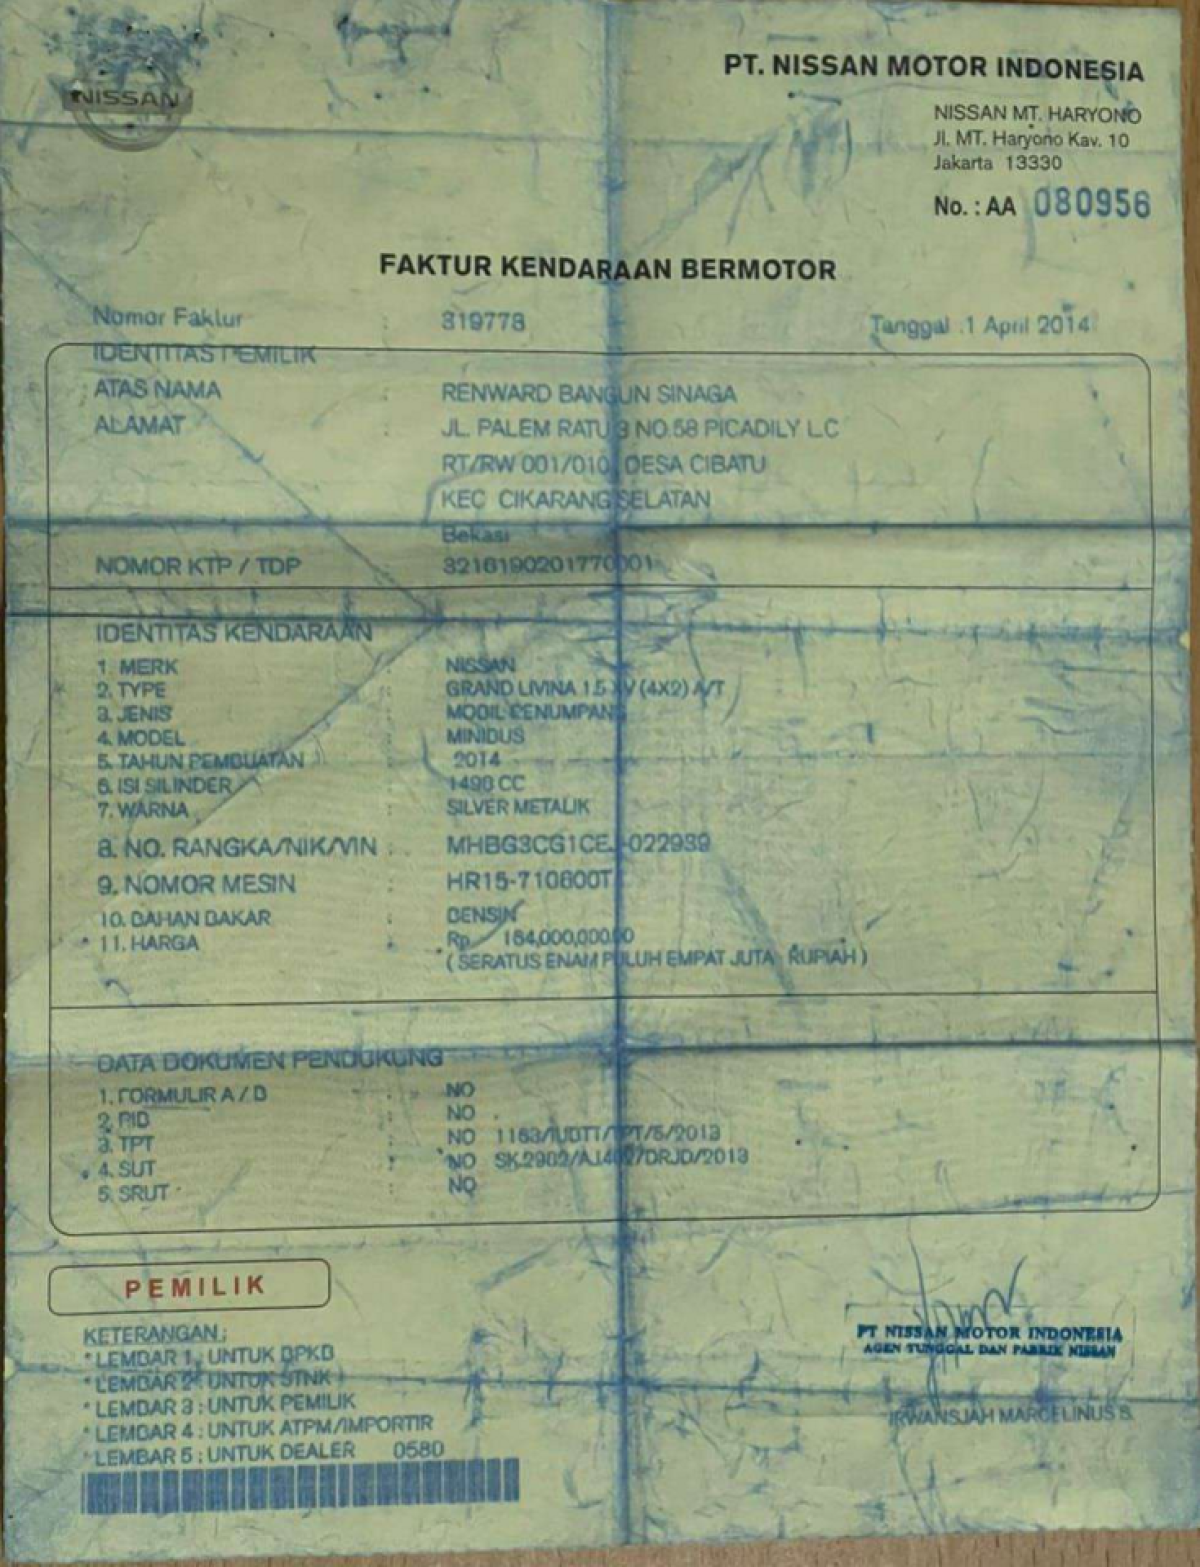 NISSAN
PT. NISSAN MOTOR INDONESIA
NISSAN MT. HARYONO
Jl. MT. Haryono Kav. 10
Jakarta 13330
No. : AA 080956
FAKTUR KENDARAAN BERMOTOR
Nomor Faktur : 319778 Tanggal : 1 April 2014
IDENTITAS PEMILIK
ATAS NAMA : RENWARD BANGUN SINAGA
ALAMAT : JL. PALEM RATU 3 NO.58 PICADILY L.C
RT/RW 001/010, DESA CIBATU
KEC CIKARANG SELATAN
Bekasi
NOMOR KTP / TDP : 3216190201770001
IDENTITAS KENDARAAN
1. MERK : NISSAN
2. TYPE : GRAND LIVINA 1.5 XV (4X2) A/T
3. JENIS : MOBIL PENUMPANG
4. MODEL : MINIBUS
5. TAHUN PEMBUATAN : 2014
6. ISI SILINDER : 1498 CC
7. WARNA : SILVER METALIK
8. NO. RANGKA/NIK/VIN : MHBG3CG1CEJ-022939
9. NOMOR MESIN : HR15-710600T
10. BAHAN BAKAR : BENSIN
11. HARGA : Rp 164,000,000.00
( SERATUS ENAM PULUH EMPAT JUTA RUPIAH )
DATA DOKUMEN PENDUKUNG
1. FORMULIR A / B : NO
2. PIB : NO
3. TPT : NO 1163/IUBTT/TPT/5/2013
4. SUT : NO SK.2902/AJ.402/DRJD/2013
5. SRUT : NO
PEMILIK
KETERANGAN :
* LEMBAR 1 : UNTUK BPKB
* LEMBAR 2 : UNTUK STNK
* LEMBAR 3 : UNTUK PEMILIK
* LEMBAR 4 : UNTUK ATPM/IMPORTIR
* LEMBAR 5 : UNTUK DEALER 058D
PT NISSAN MOTOR INDONESIA
AGEN TUNGGAL DAN PABRIK NISSAN
IRWANSJAH MARCELINUS S.